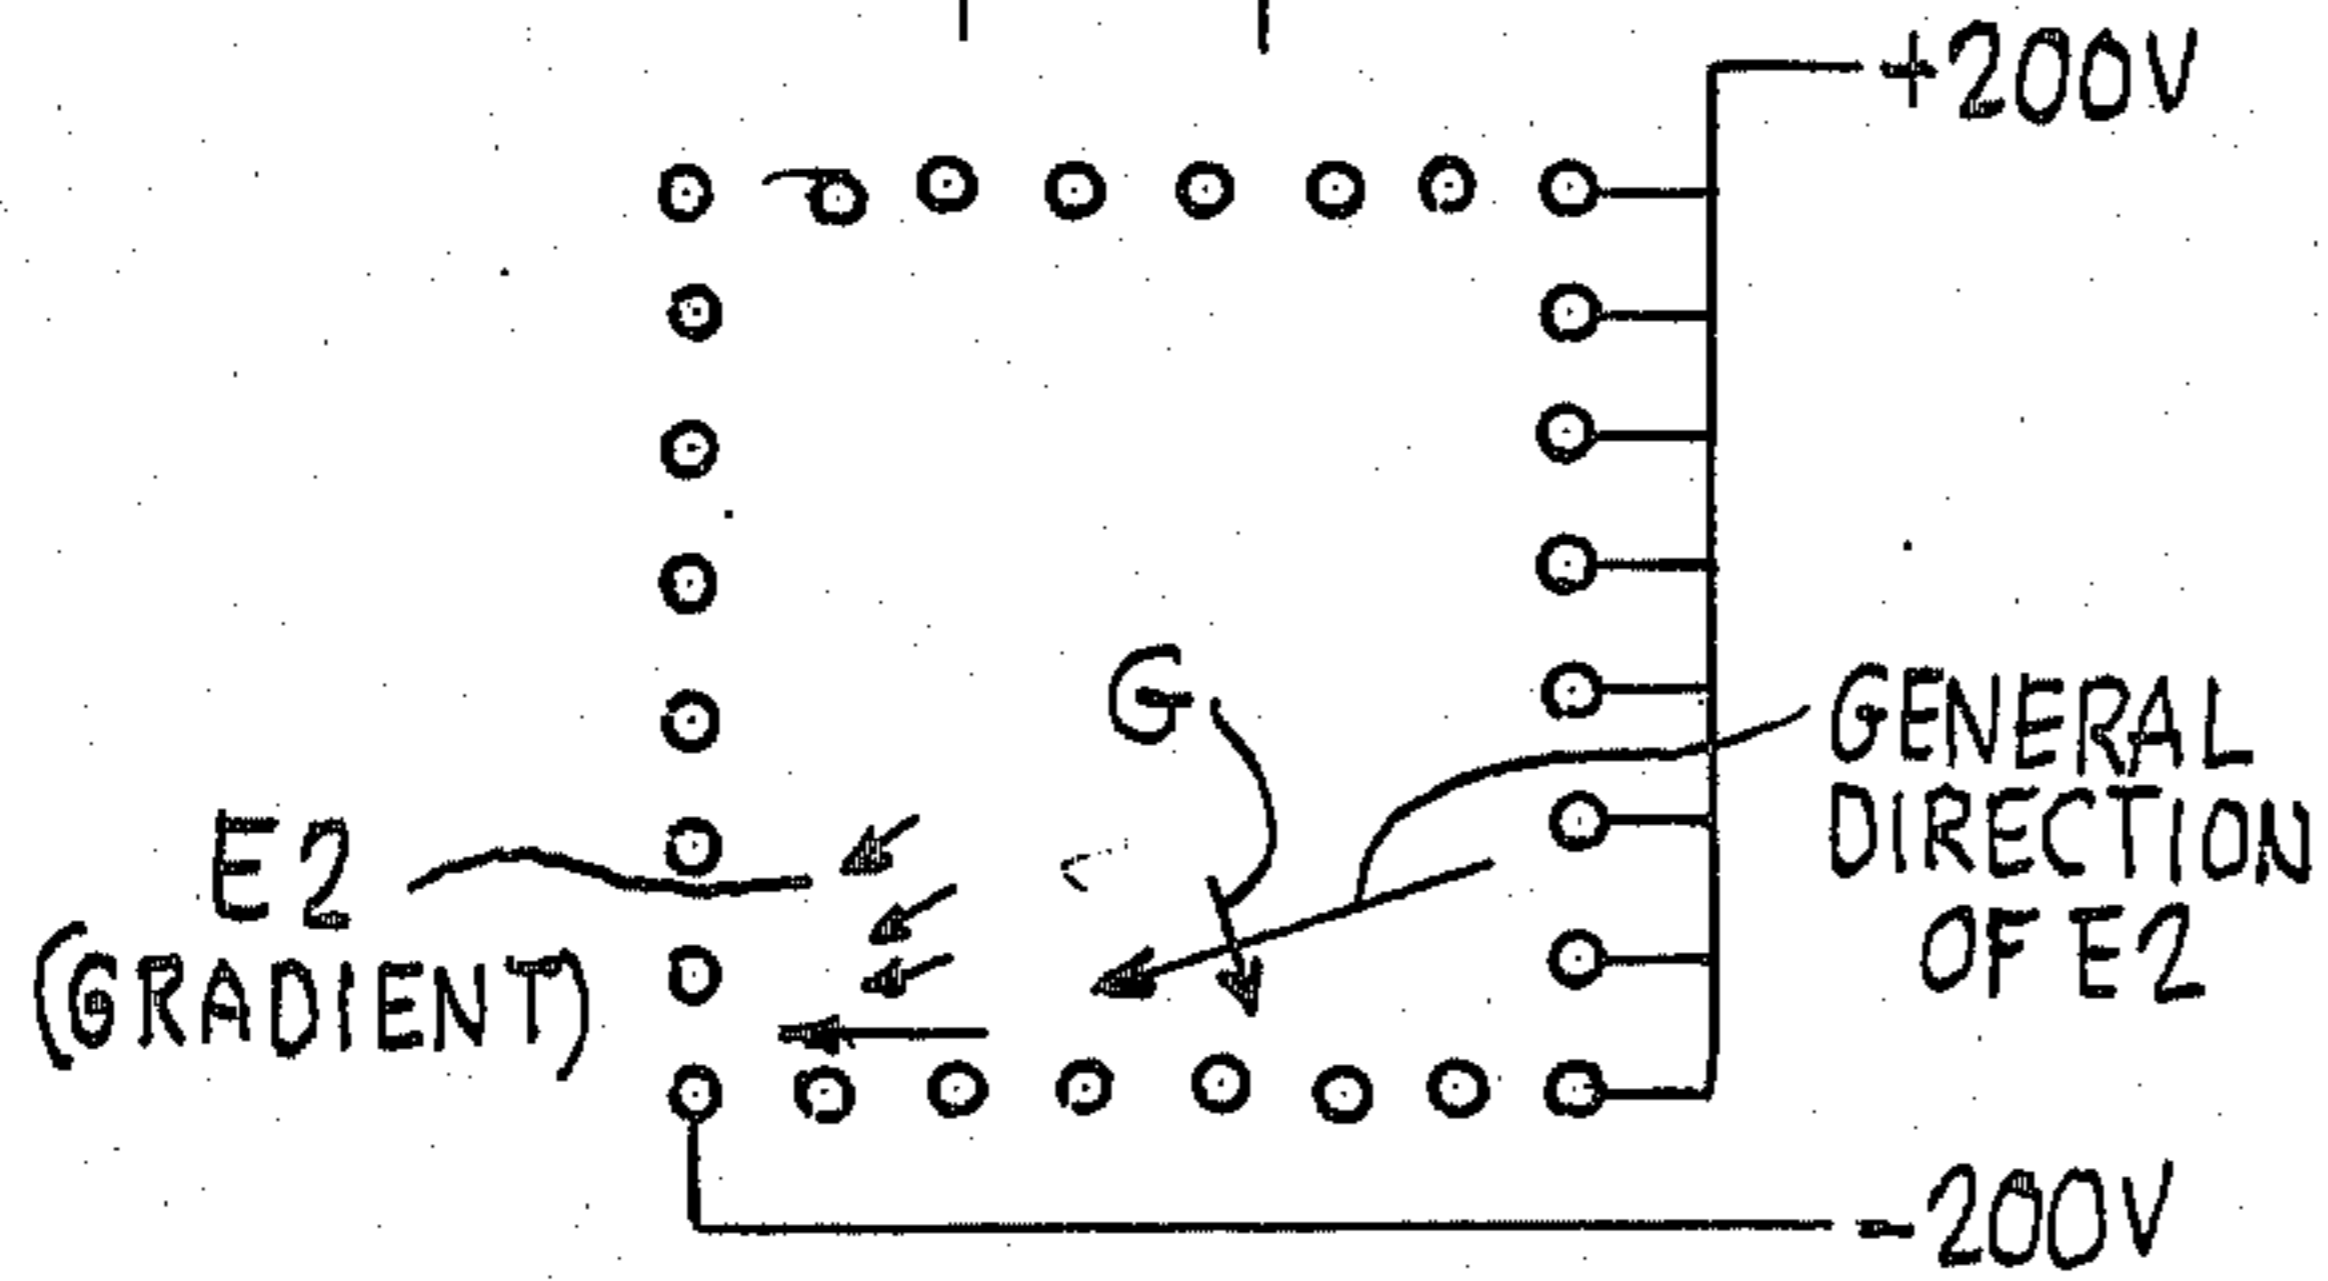 +200V
G
GENERAL
DIRECTION
OF E2
E2
(GRADIENT)
-200V